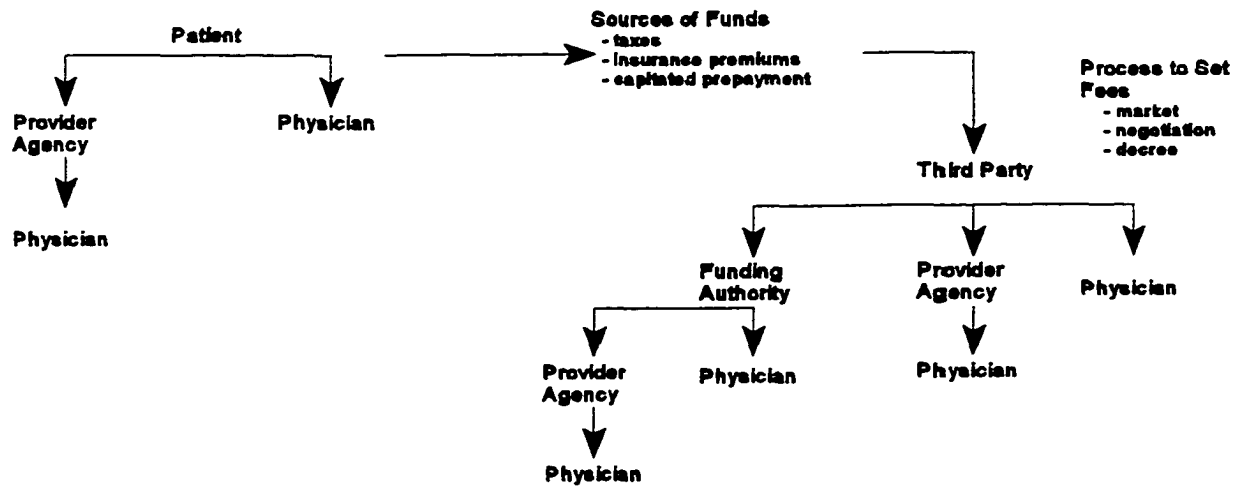 Patient
Sources of Funds
- taxes
- insurance premiums
- capitated prepayment
Process to Set
Fees
- market
- negotiation
- decree
Provider
Agency
Physician
Physician
Third Party
Funding
Authority
Provider
Agency
Physician
Provider
Agency
Physician
Physician
Physician